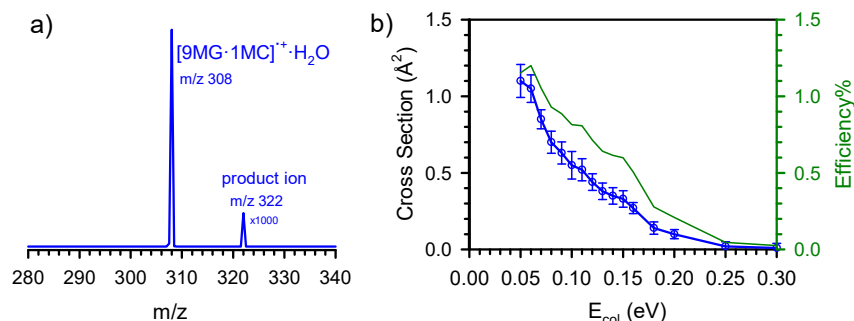 a)
[9MG·1MC]˙⁺·H₂O
m/z 308
product ion
m/z 322
x1000
280 290 300 310 320 330 340
m/z
b)
1.5
1.0
0.5
0.0
Cross Section (Å²)
0.00 0.05 0.10 0.15 0.20 0.25 0.30
E_col (eV)
1.5
1.0
0.5
0.0
Efficiency%